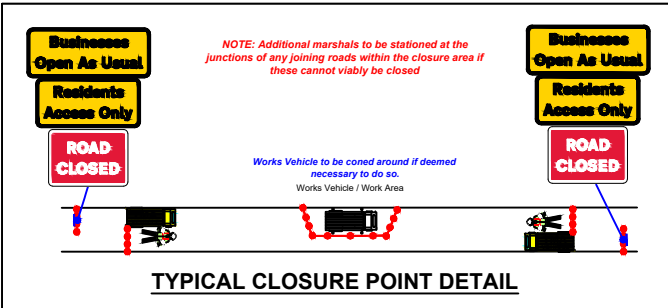 Businesses
Open As Usual
Residents
Access Only
ROAD
CLOSED
NOTE: Additional marshals to be stationed at the
junctions of any joining roads within the closure area if
these cannot viably be closed
Businesses
Open As Usual
Residents
Access Only
ROAD
CLOSED
Works Vehicle to be coned around if deemed
necessary to do so.
Works Vehicle / Work Area
TYPICAL CLOSURE POINT DETAIL